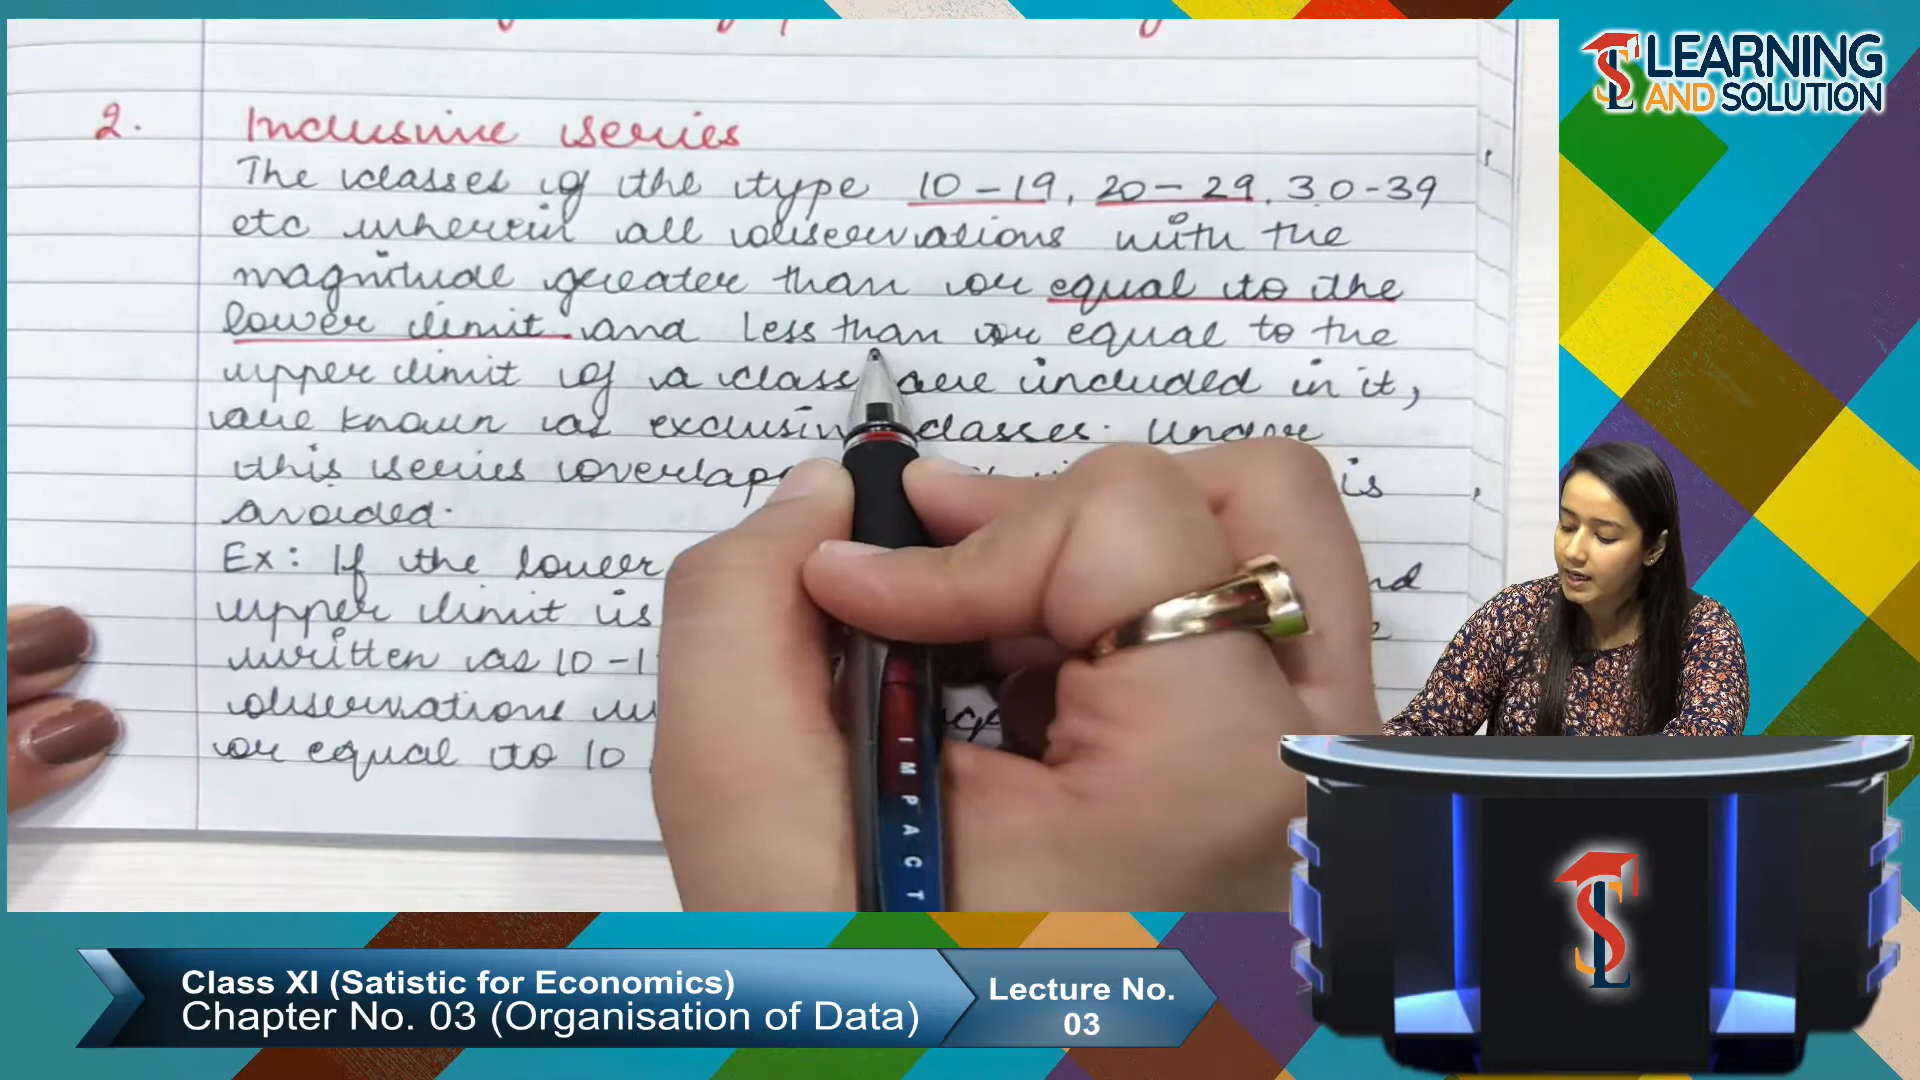 LEARNING
AND SOLUTION
2. Inclusive series
The classes of the type 10-19, 20-29, 30-39
etc wherein all observations with the
magnitude greater than or equal to the
lower limit and less than or equal to the
upper limit of a class are included in it,
are known as classes. Under
this series is
avoided.
Ex: If the lower
upper limit is
written as 10-1
observations
or equal to 10
IMPACT
Class XI (Satistic for Economics)
Chapter No. 03 (Organisation of Data)
Lecture No.
03